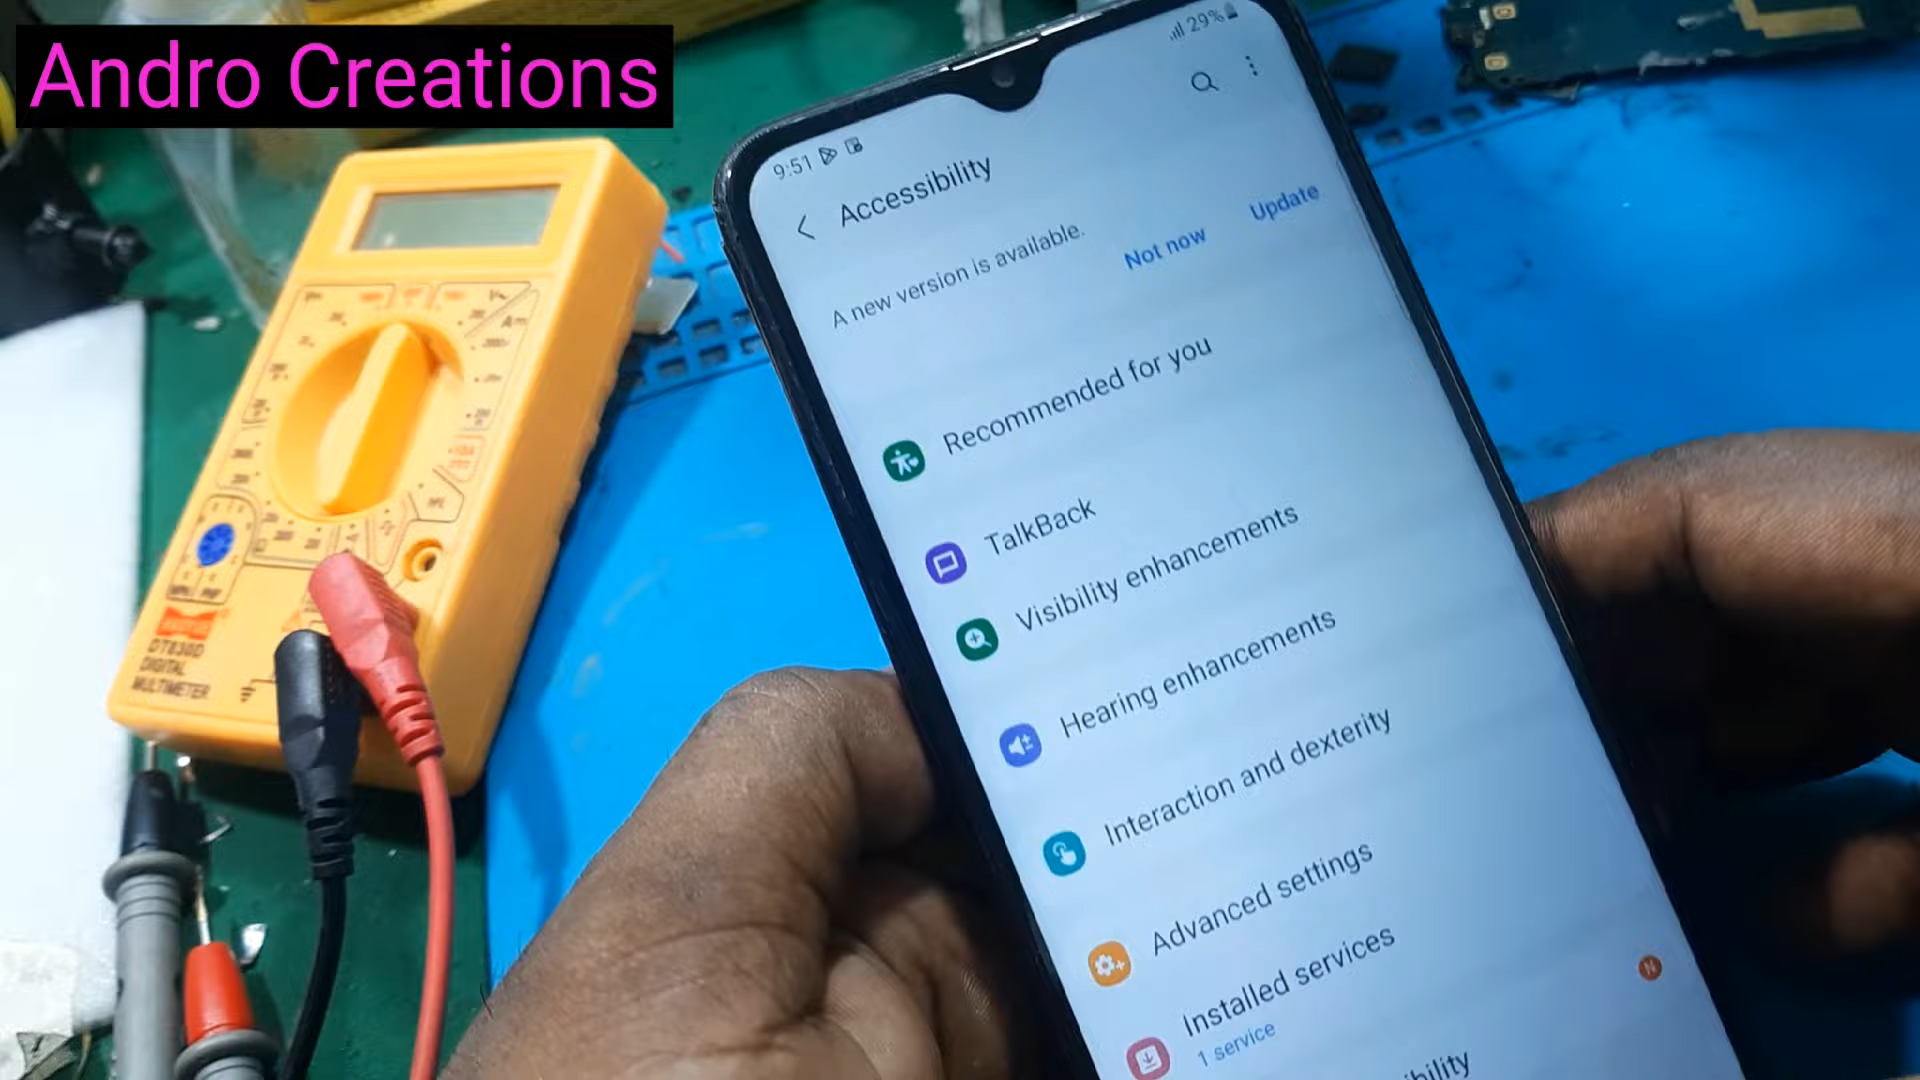 Andro Creations
9:51
29%
Accessibility
A new version is available.
Not now
Update
Recommended for you
TalkBack
Visibility enhancements
Hearing enhancements
Interaction and dexterity
Advanced settings
Installed services
1 service
N
DT830D
DIGITAL
MULTIMETER